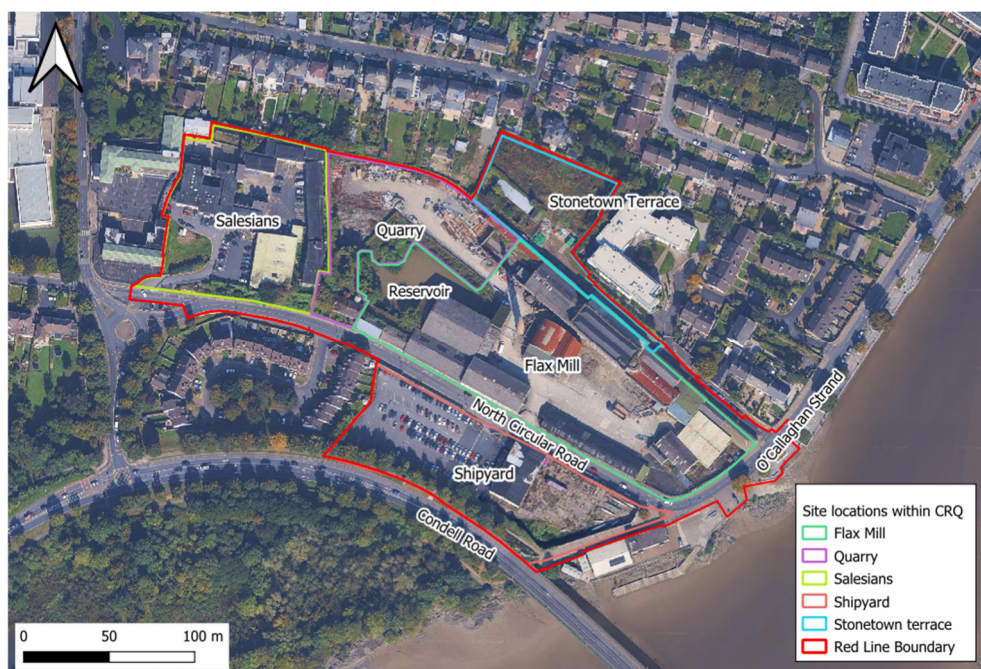 Stonetown Terrace
Salesians
Quarry
Reservoir
Flax Mill
North Circular Road
O'Callaghan Strand
Shipyard
Condell Road
Site locations within CRQ
Flax Mill
Quarry
Salesians
Shipyard
Stonetown terrace
Red Line Boundary
0 50 100 m